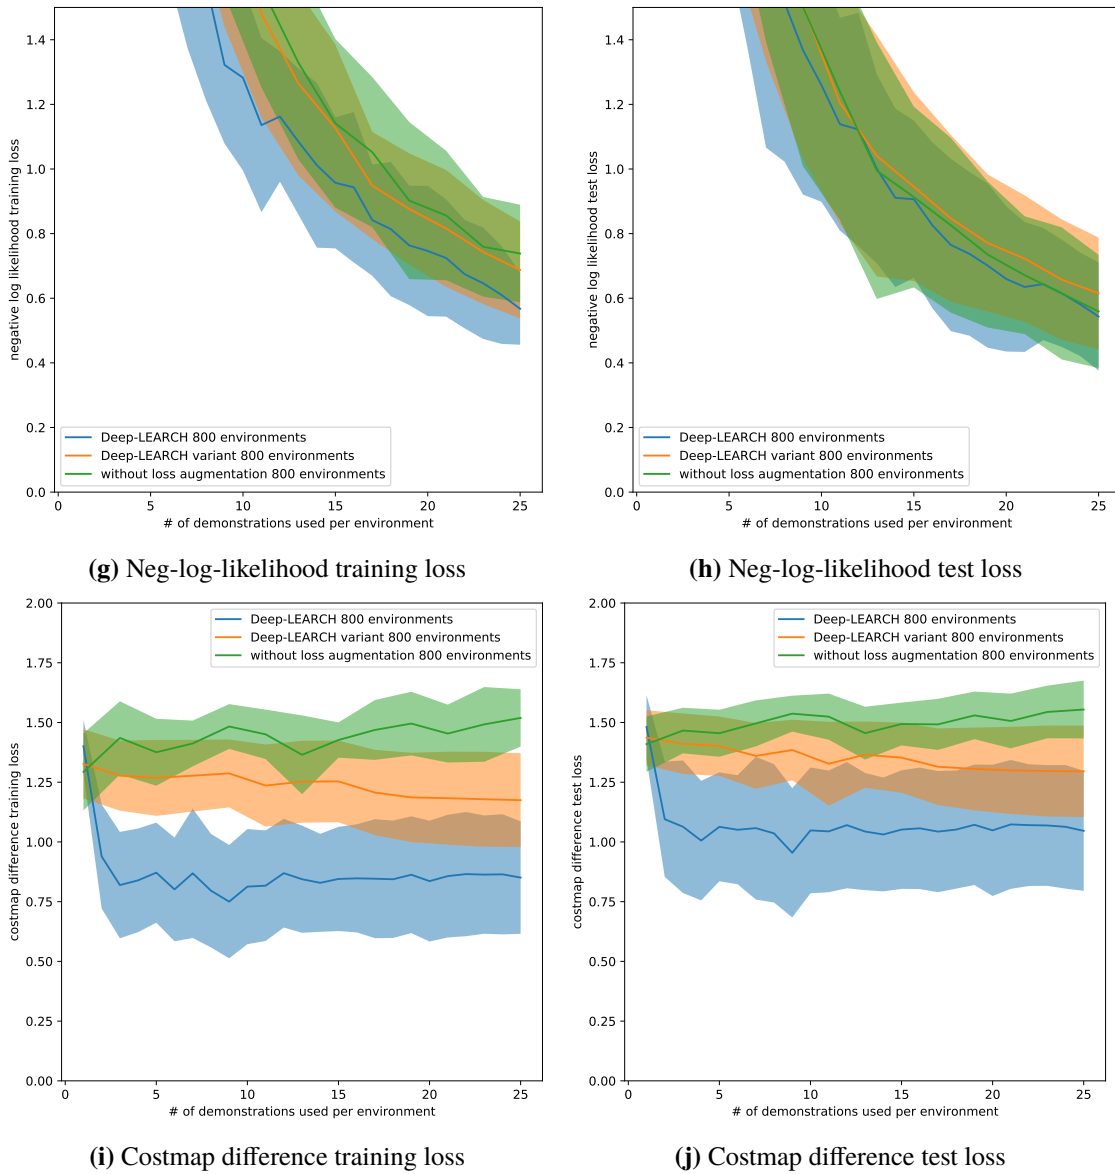 1.4
1.2
1.0
0.8
0.6
0.4
0.2
0.0
negative log likelihood training loss
Deep-LEARCH 800 environments
Deep-LEARCH variant 800 environments
without loss augmentation 800 environments
0 5 10 15 20 25
# of demonstrations used per environment
(g) Neg-log-likelihood training loss
1.4
1.2
1.0
0.8
0.6
0.4
0.2
0.0
negative log likelihood test loss
Deep-LEARCH 800 environments
Deep-LEARCH variant 800 environments
without loss augmentation 800 environments
0 5 10 15 20 25
# of demonstrations used per environment
(h) Neg-log-likelihood test loss
2.00
1.75
1.50
1.25
1.00
0.75
0.50
0.25
0.00
costmap difference training loss
Deep-LEARCH 800 environments
Deep-LEARCH variant 800 environments
without loss augmentation 800 environments
0 5 10 15 20 25
# of demonstrations used per environment
(i) Costmap difference training loss
2.00
1.75
1.50
1.25
1.00
0.75
0.50
0.25
0.00
costmap difference test loss
Deep-LEARCH 800 environments
Deep-LEARCH variant 800 environments
without loss augmentation 800 environments
0 5 10 15 20 25
# of demonstrations used per environment
(j) Costmap difference test loss